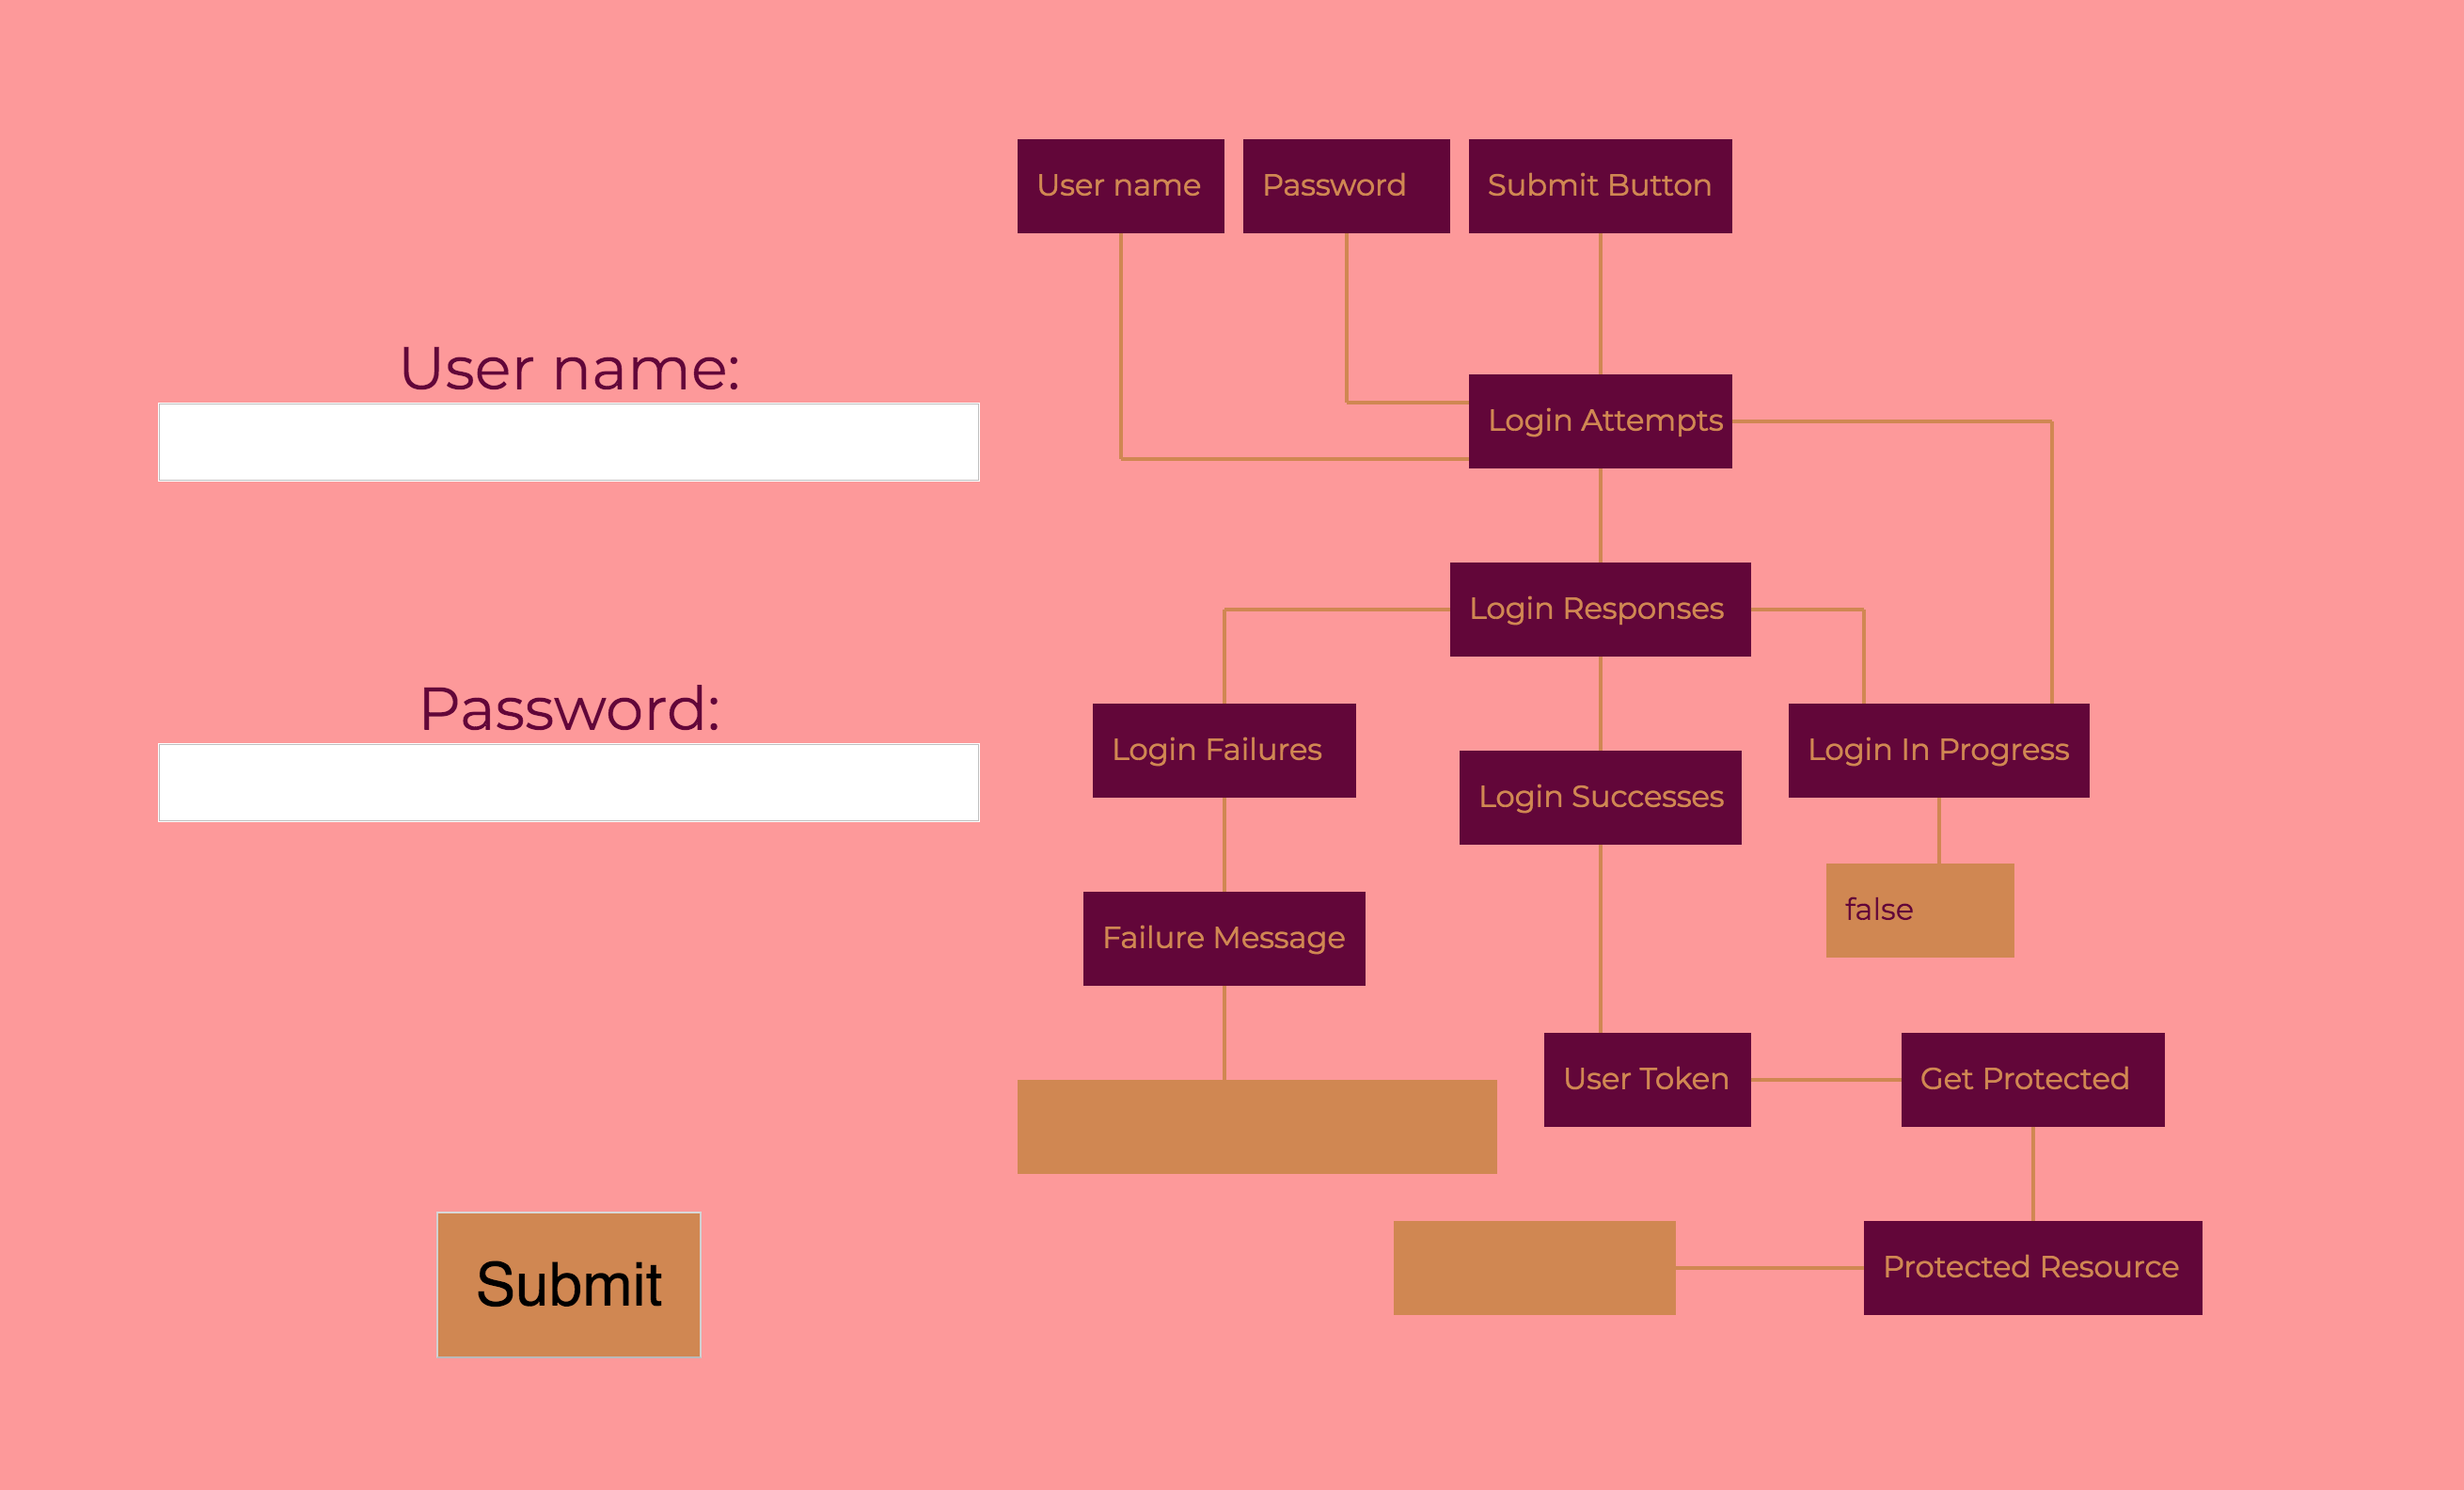 User name:
Password:
Submit
User name
Password
Submit Button
Login Attempts
Login Responses
Login Failures
Login Successes
Login In Progress
false
Failure Message
User Token
Get Protected
Protected Resource